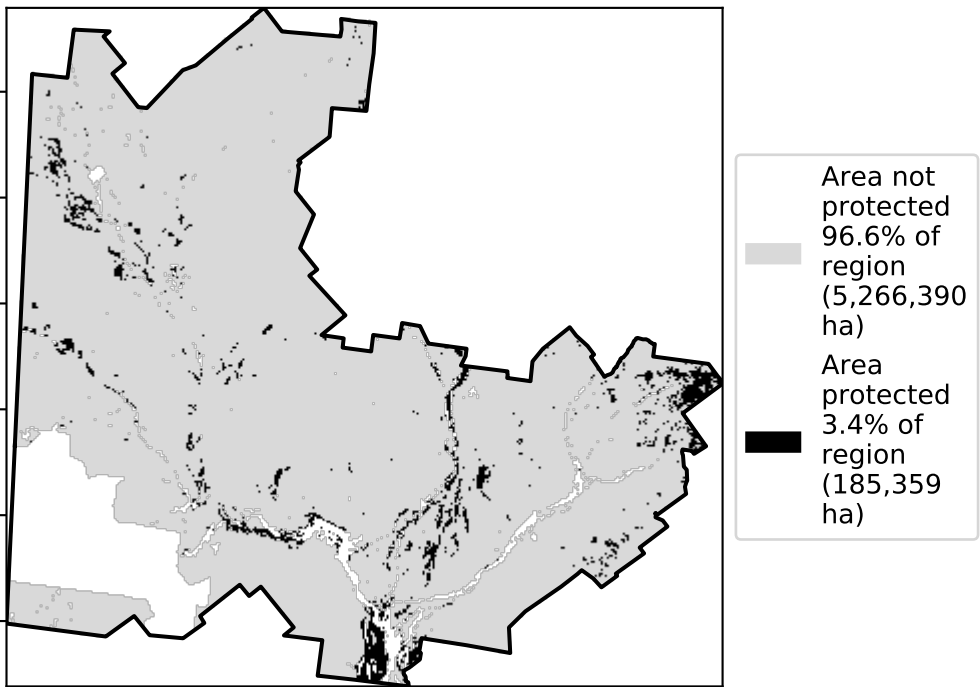 Area not
protected
96.6% of
region
(5,266,390
ha)
Area
protected
3.4% of
region
(185,359
ha)